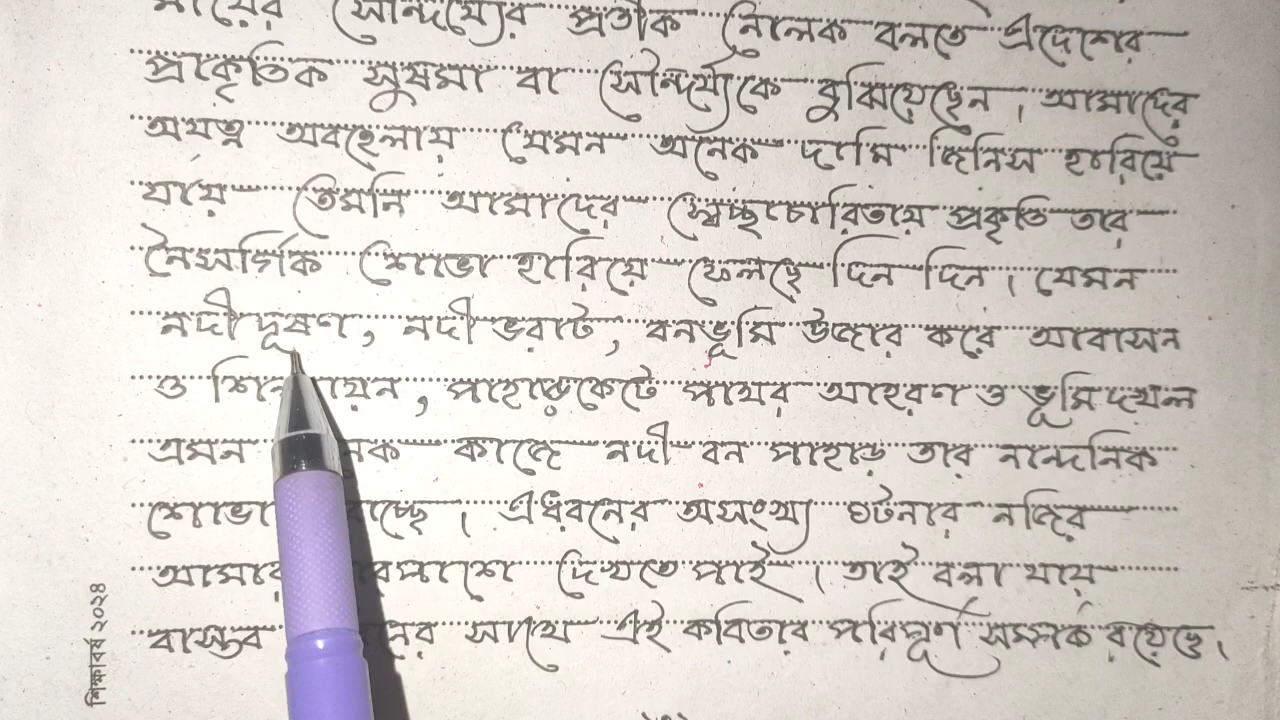 মায়ের সৌন্দর্য্যের প্রতীক নোলক বলতে এদেশের
প্রাকৃতিক সুষমা বা সৌন্দর্য্যকে বুঝিয়েছেন। আমাদের
অযত্ন অবহেলায় যেমন অনেক দামি জিনিস হারিয়ে
যায় তেমনি আমাদের স্বেচ্ছাচারিতায় প্রকৃতি তার
নৈসর্গিক শোভা হারিয়ে ফেলছে দিন দিন। যেমন
নদীদূষণ, নদী ভরাট, বনভূমি উজার করে আবাসন
ও শিল্পায়ন, পাহাড়কেটে পাথর আহরণ ও ভূমিদখল
এমন কাজে নদী বন পাহাড় তার নান্দনিক
শোভা এধরনের অসংখ্য ঘটনার নজির
দেখতে পাই। তাই বলা যায়
বাস্তব সাথে এই কবিতার পরিপূর্ণ সম্পর্ক রয়েছে।
শিক্ষাবর্ষ ২০২৪